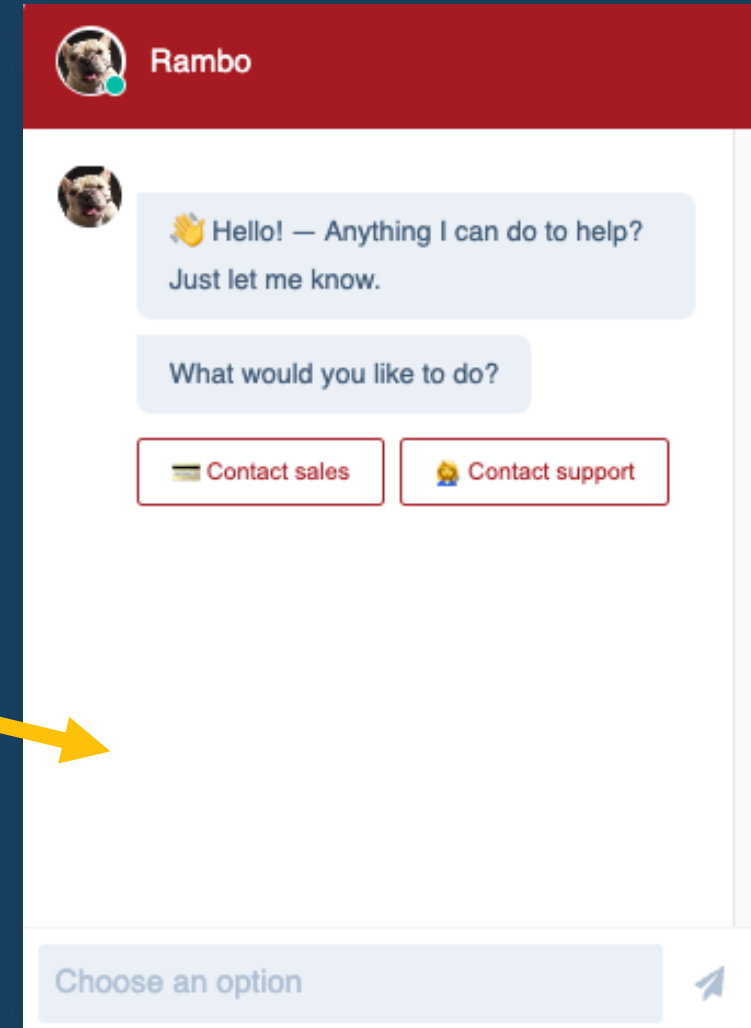 Rambo
👋 Hello! — Anything I can do to help?
Just let me know.
What would you like to do?
💳 Contact sales
🙋‍♀️ Contact support
Choose an option